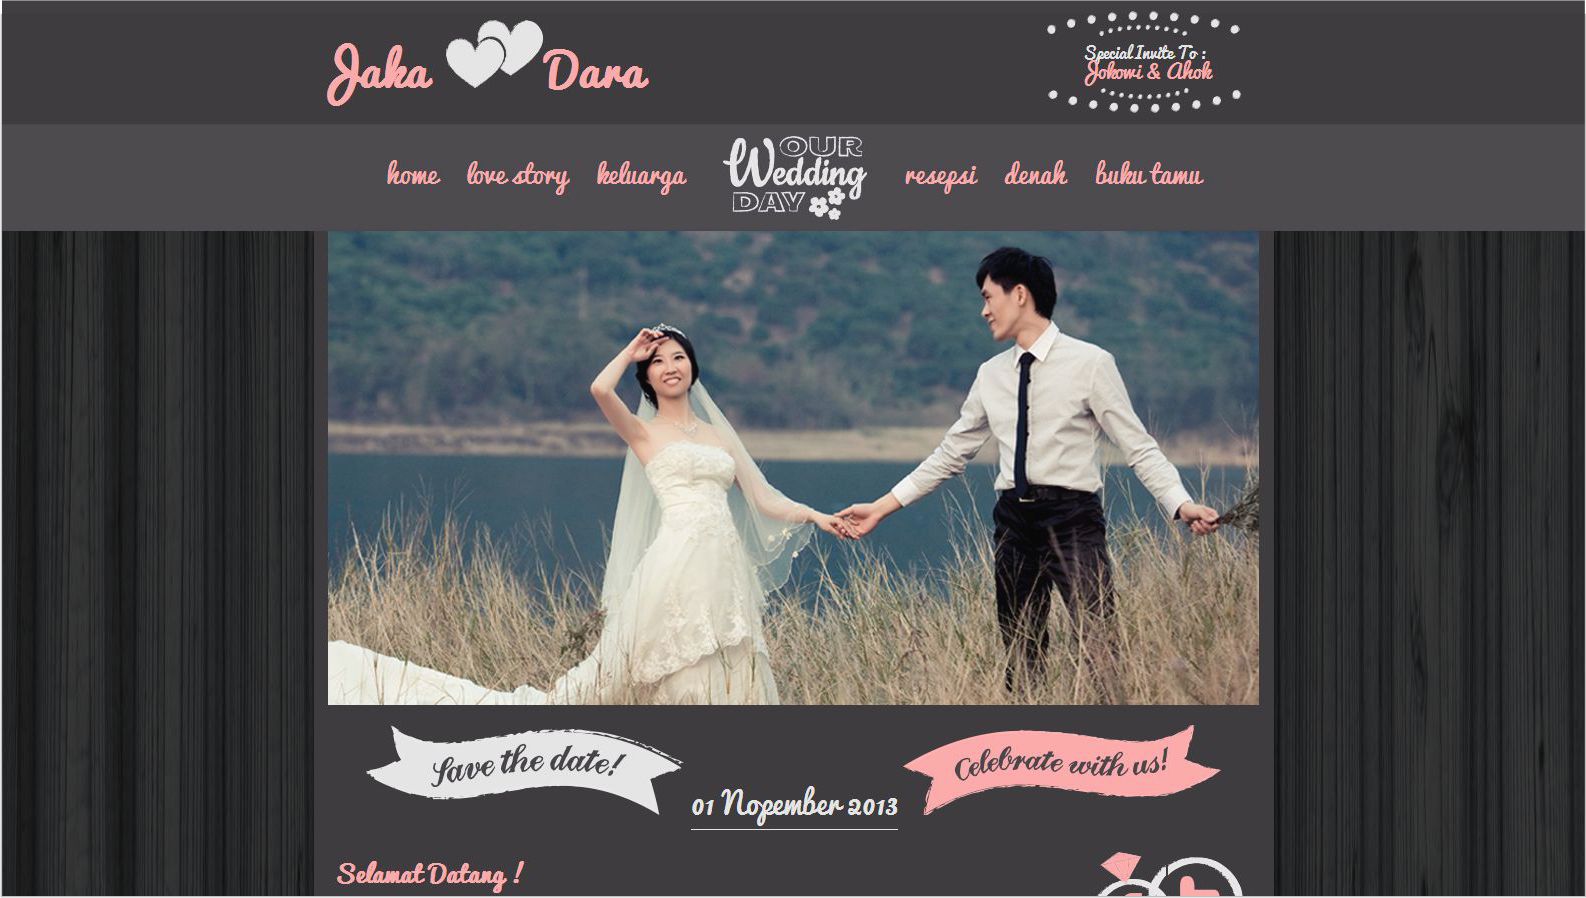 Jaka Dara
Special Invite To :
Jokowi & Ahok
home love story keluarga
OUR
Wedding
DAY
resepsi denah buku tamu
Save the date!
Celebrate with us!
01 Nopember 2013
Selamat Datang !